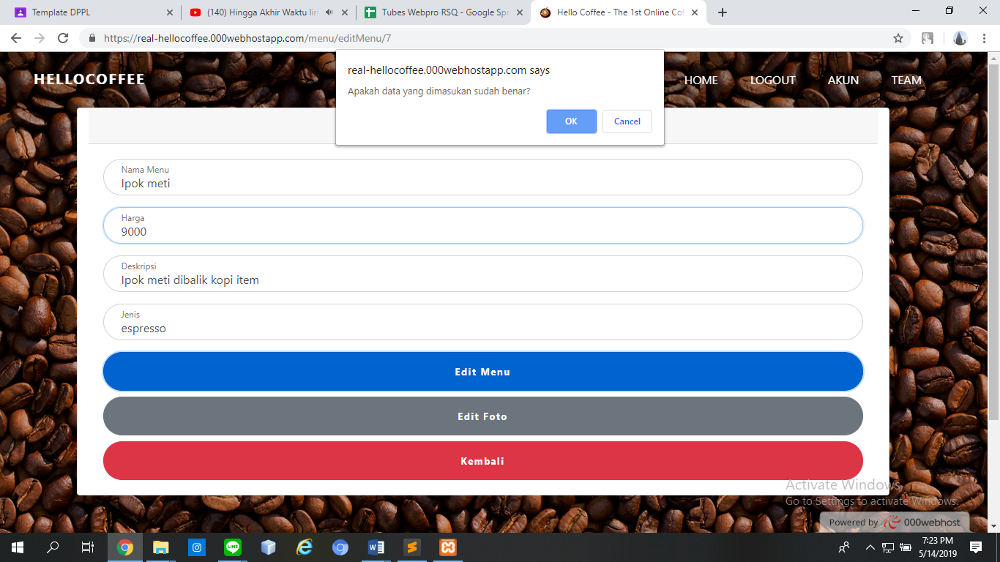 Template DPPL
(140) Hingga Akhir Waktu liri
Tubes Webpro RSQ - Google Spr
Hello Coffee - The 1st Online Cof
https://real-hellocoffee.000webhostapp.com/menu/editMenu/7
real-hellocoffee.000webhostapp.com says
Apakah data yang dimasukan sudah benar?
OK
Cancel
HELLOCOFFEE
HOME
LOGOUT
AKUN
TEAM
Nama Menu
Ipok meti
Harga
9000
Deskripsi
Ipok meti dibalik kopi item
Jenis
espresso
Edit Menu
Edit Foto
Kembali
Activate Windows
Go to Settings to activate Windows.
Powered by 000webhost
LINE
7:23 PM
5/14/2019